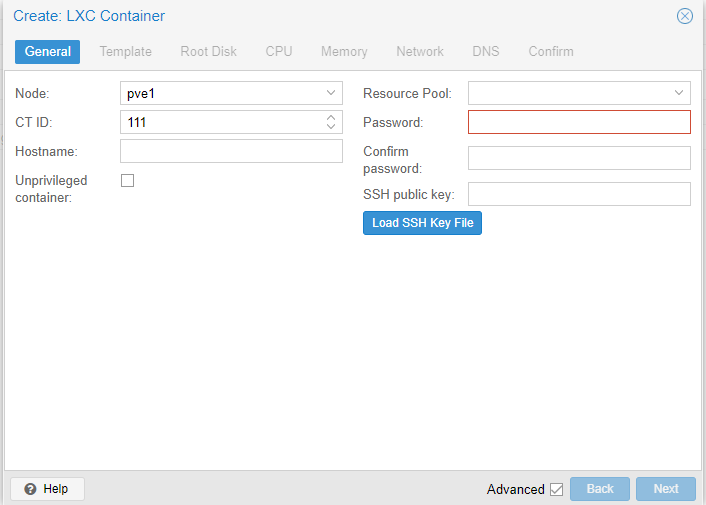 Create: LXC Container
General Template Root Disk CPU Memory Network DNS Confirm
Node: pve1
CT ID: 111
Hostname:
Unprivileged
container:
Resource Pool:
Password:
Confirm
password:
SSH public key:
Load SSH Key File
Help Advanced Back Next